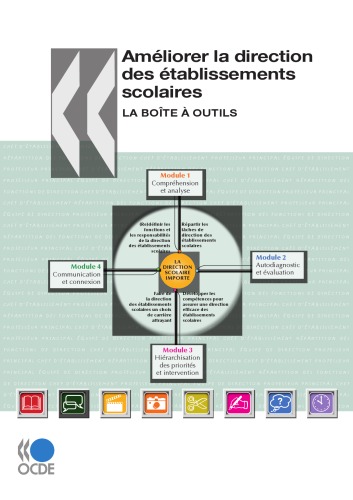 Améliorer la direction
des établissements
scolaires
LA BOÎTE À OUTILS
Module 1
Compréhension
et analyse
Redéfinir les
fonctions et
les responsabilités
de la direction
des établissements
scolaires
Répartir les
tâches de
direction des
établissements
scolaires
Module 4
Communication
et connexion
LA
DIRECTION
SCOLAIRE
IMPORTE
Module 2
Autodiagnostic
et évaluation
Faire de
la direction
des établissements
scolaires un choix
de carrière
attrayant
Développer les
compétences pour
assurer une direction
efficace des
établissements
scolaires
Module 3
Hiérarchisation
des priorités
et intervention
OCDE